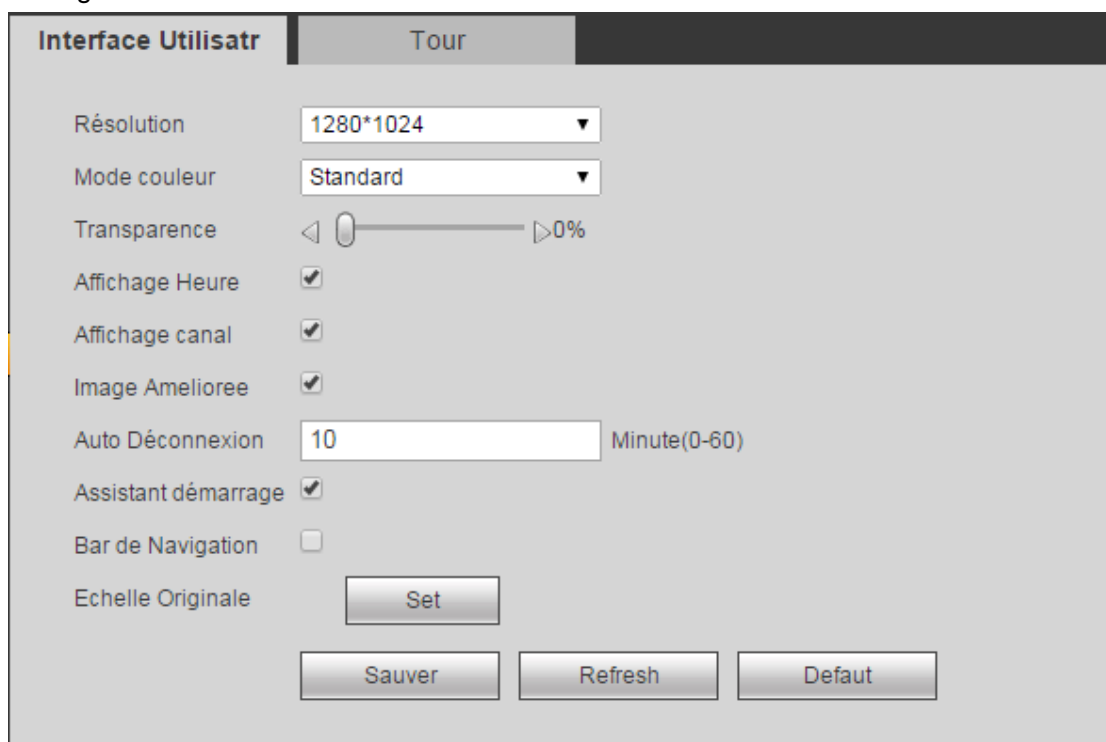 Interface Utilisatr Tour
Résolution 1280*1024
Mode couleur Standard
Transparence 0%
Affichage Heure
Affichage canal
Image Amelioree
Auto Déconnexion 10 Minute(0-60)
Assistant démarrage
Bar de Navigation
Echelle Originale Set
Sauver Refresh Defaut